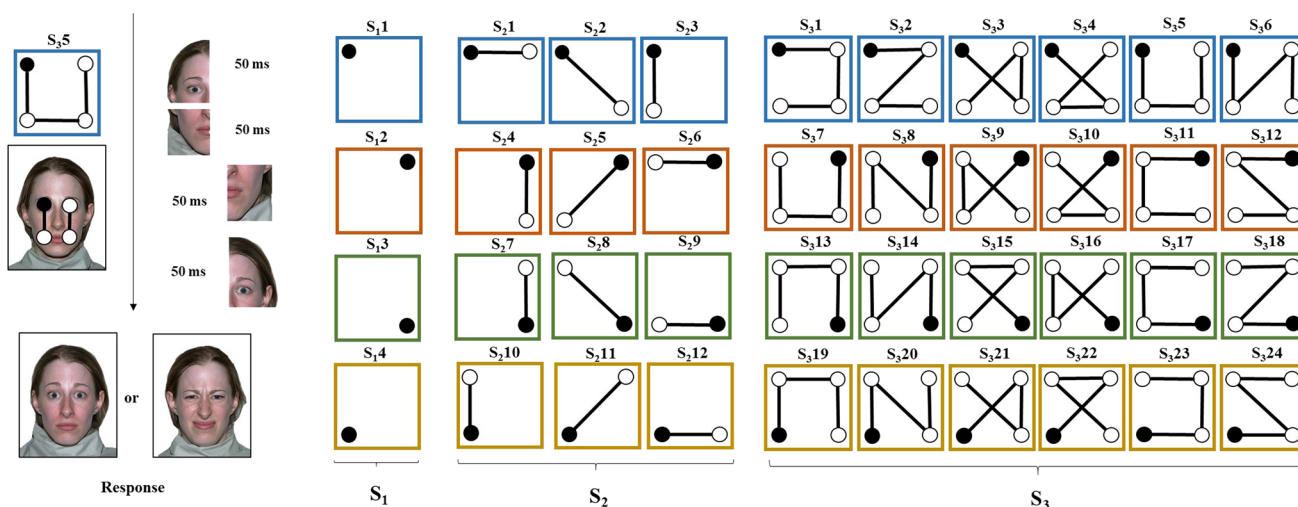 S₃5
50 ms
50 ms
50 ms
50 ms
or
Response
S₁1
S₁2
S₁3
S₁4
S₁
S₂1 S₂2 S₂3
S₂4 S₂5 S₂6
S₂7 S₂8 S₂9
S₂10 S₂11 S₂12
S₂
S₃1 S₃2 S₃3 S₃4 S₃5 S₃6
S₃7 S₃8 S₃9 S₃10 S₃11 S₃12
S₃13 S₃14 S₃15 S₃16 S₃17 S₃18
S₃19 S₃20 S₃21 S₃22 S₃23 S₃24
S₃